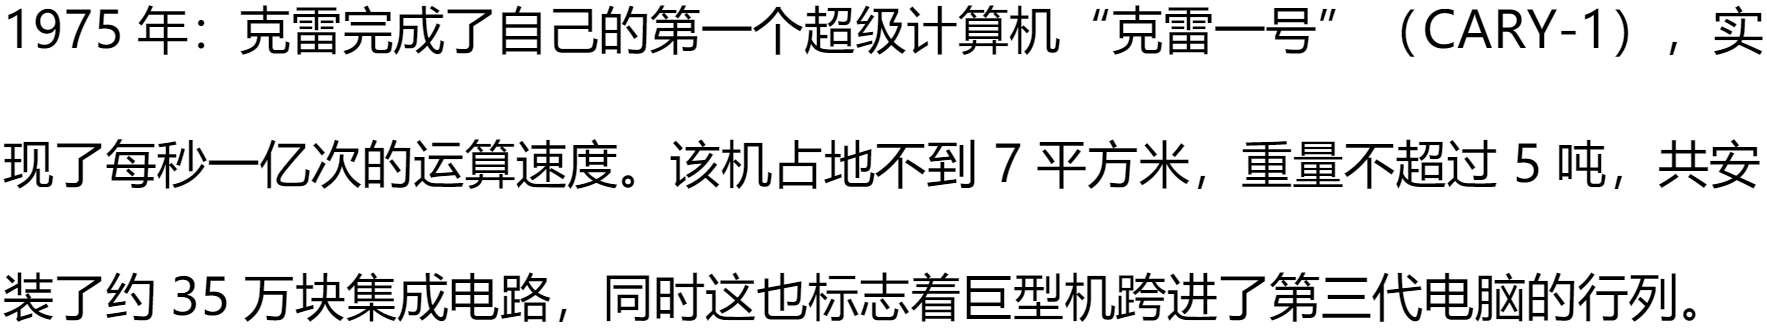 1975 年：克雷完成了自己的第一个超级计算机“克雷一号”（CARY-1），实
现了每秒一亿次的运算速度。该机占地不到 7 平方米，重量不超过 5 吨，共安
装了约 35 万块集成电路，同时这也标志着巨型机跨进了第三代电脑的行列。